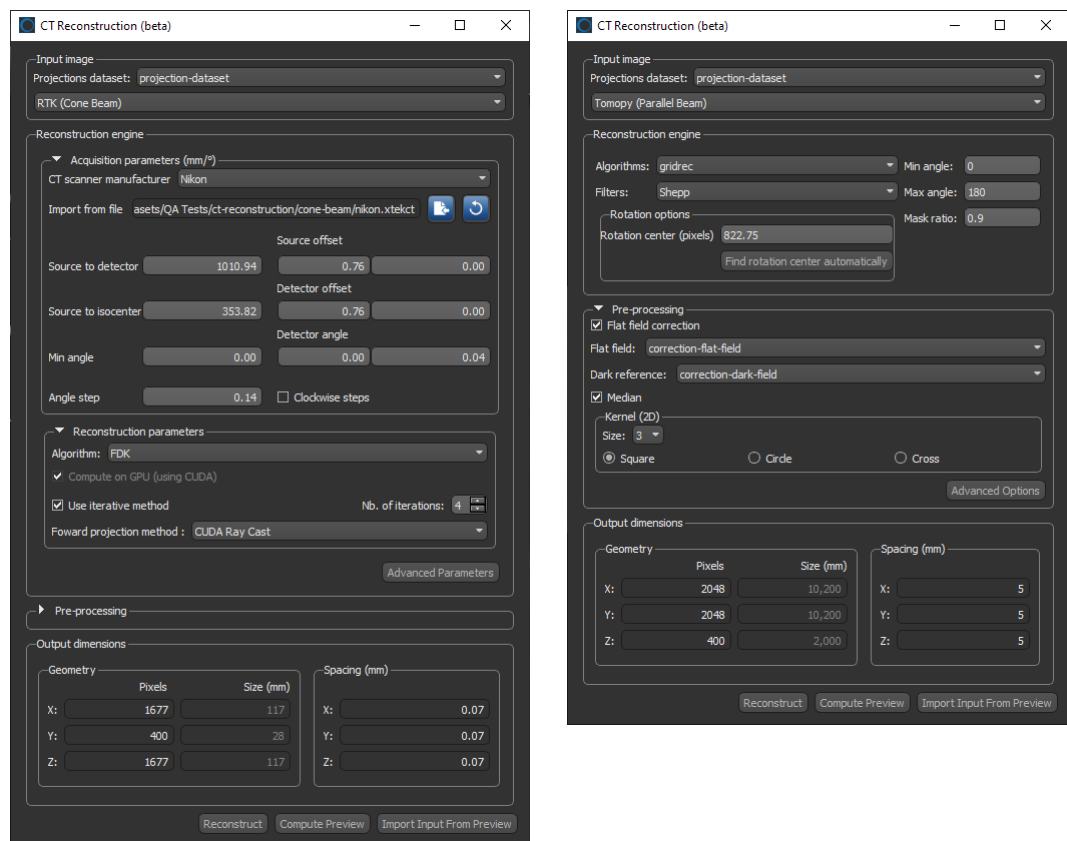 CT Reconstruction (beta)
Input image
Projections dataset: projection-dataset
RTK (Cone Beam)
Reconstruction engine
Acquisition parameters (mm/°)
CT scanner manufacturer Nikon
Import from file asets/QA Tests/ct-reconstruction/cone-beam/nikon.xtekct
Source offset
Source to detector 1010.94 0.76 0.00
Detector offset
Source to isocenter 353.82 0.76 0.00
Detector angle
Min angle 0.00 0.00 0.04
Angle step 0.14 Clockwise steps
Reconstruction parameters
Algorithm: FDK
Compute on GPU (using CUDA)
Use iterative method Nb. of iterations: 4
Foward projection method : CUDA Ray Cast
Advanced Parameters
Pre-processing
Output dimensions
Geometry Spacing (mm)
Pixels Size (mm)
X: 1677 117 X: 0.07
Y: 400 28 Y: 0.07
Z: 1677 117 Z: 0.07
Reconstruct Compute Preview Import Input From Preview
CT Reconstruction (beta)
Input image
Projections dataset: projection-dataset
Tomopy (Parallel Beam)
Reconstruction engine
Algorithms: gridrec Min angle: 0
Filters: Shepp Max angle: 180
Rotation options Mask ratio: 0.9
Rotation center (pixels) 822.75
Find rotation center automatically
Pre-processing
Flat field correction
Flat field: correction-flat-field
Dark reference: correction-dark-field
Median
Kernel (2D)
Size: 3
Square Circle Cross
Advanced Options
Output dimensions
Geometry Spacing (mm)
Pixels Size (mm)
X: 2048 10,200 X: 5
Y: 2048 10,200 Y: 5
Z: 400 2,000 Z: 5
Reconstruct Compute Preview Import Input From Preview